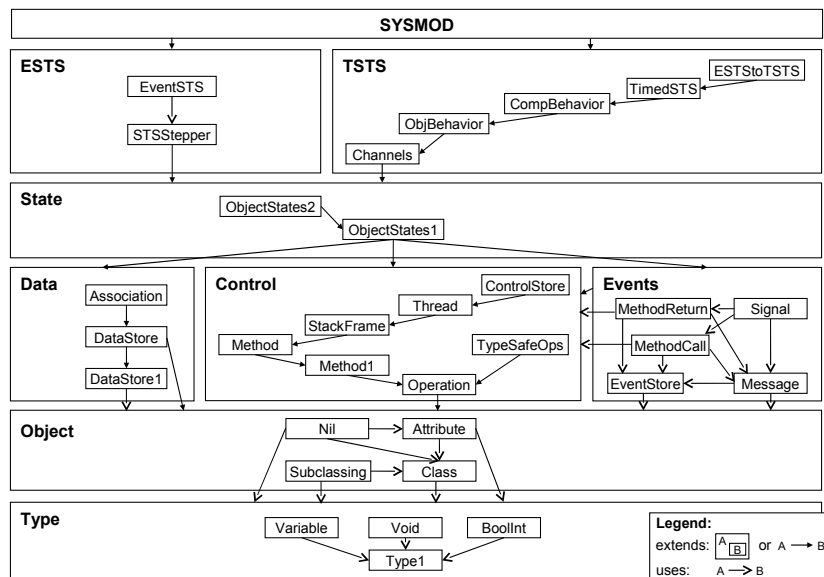 SYSMOD
ESTS
TSTS
EventSTS
ESTStoTSTS
TimedSTS
CompBehavior
ObjBehavior
STSStepper
Channels
State
ObjectStates2
ObjectStates1
Data
Control
Events
Association
ControlStore
Thread
MethodReturn
Signal
StackFrame
DataStore
Method
TypeSafeOps
MethodCall
Method1
DataStore1
Operation
EventStore
Message
Object
Nil
Attribute
Subclassing
Class
Type
Variable
Void
BoolInt
Type1
Legend:
extends: A B or A B
uses: A B